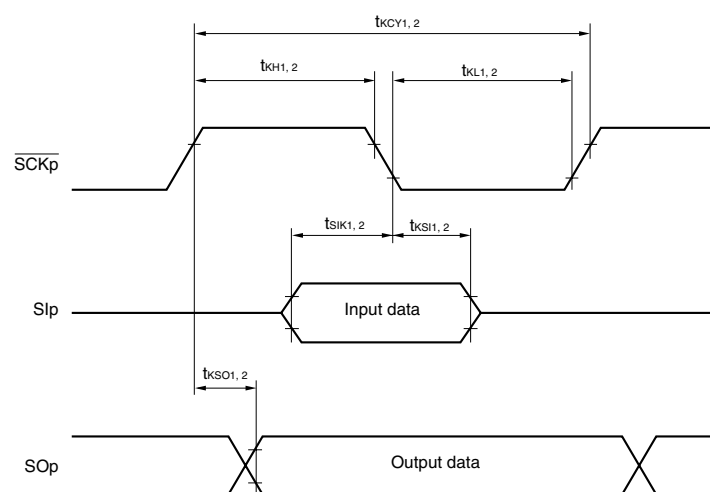 tKCY1, 2
tKH1, 2
tKL1, 2
SCKp
tSIK1, 2
tKSI1, 2
SIp
Input data
tKSO1, 2
SOp
Output data